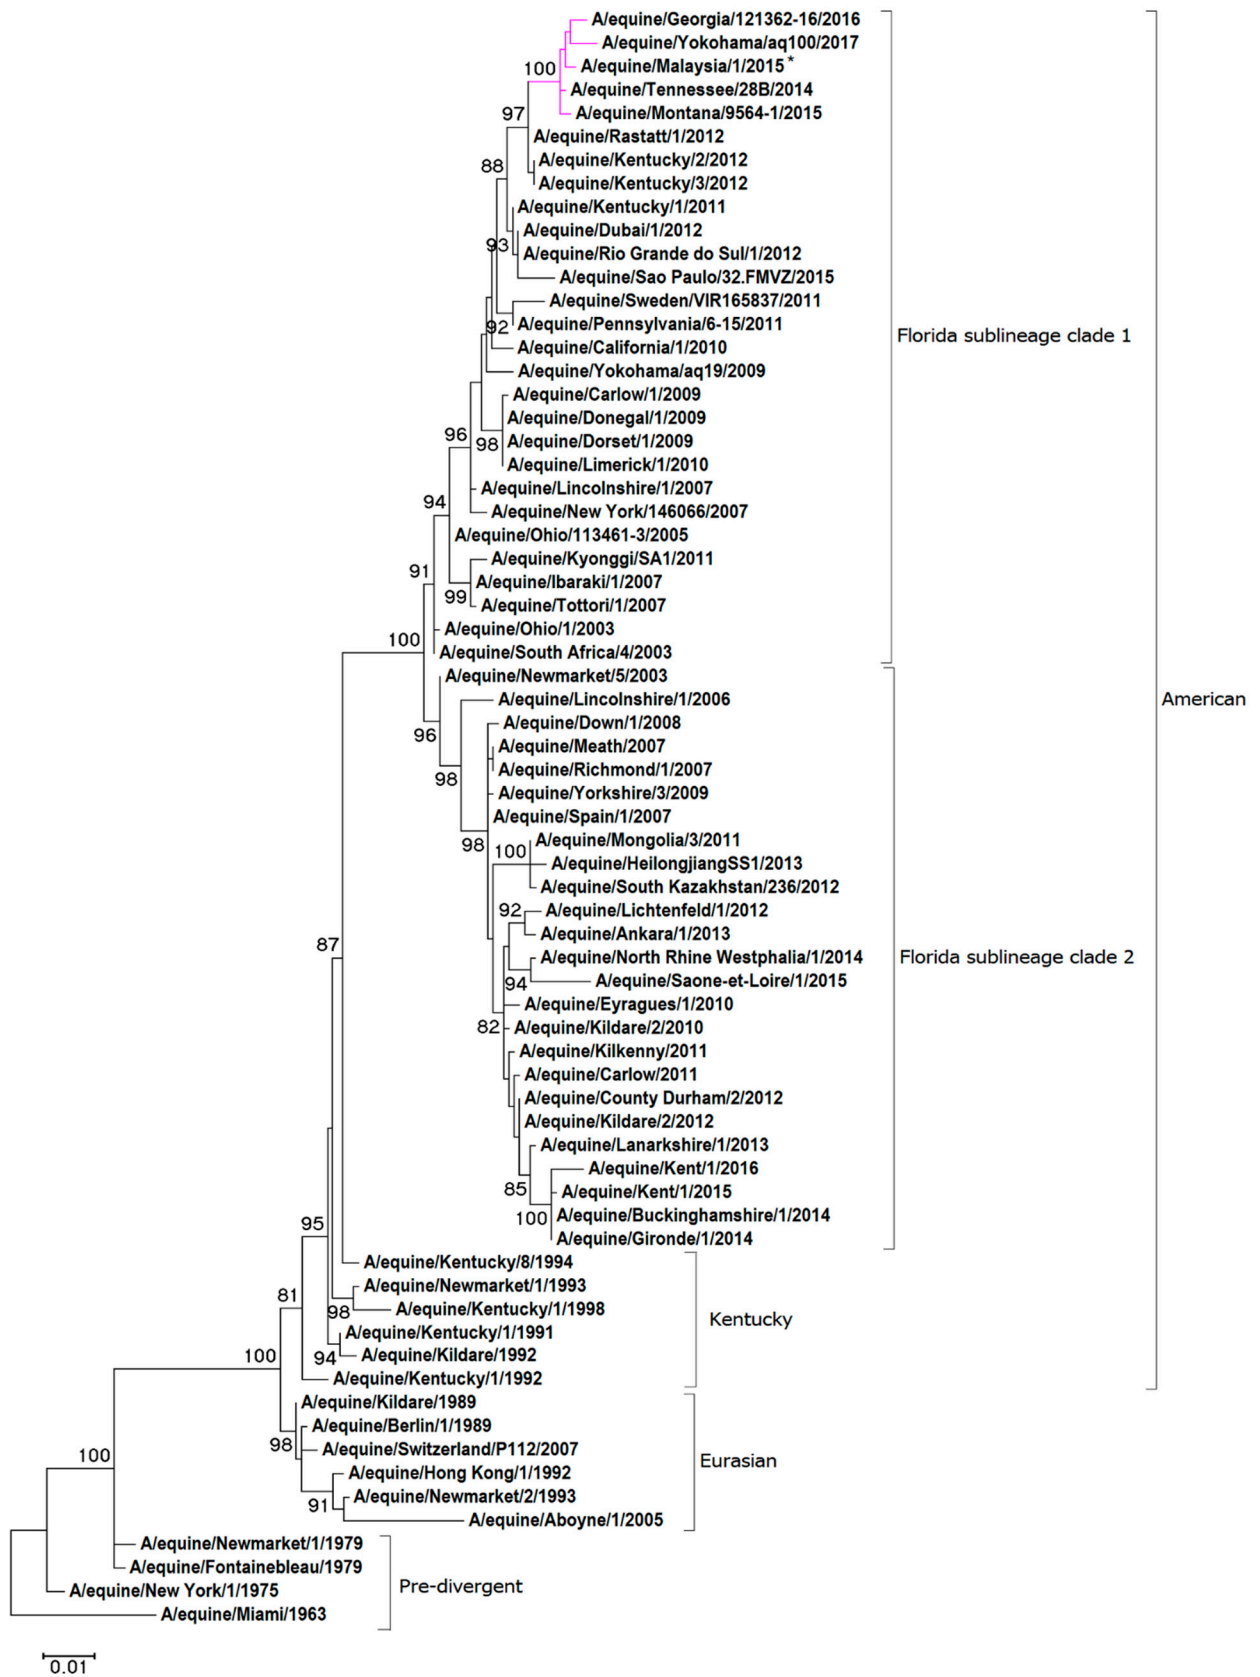 A/equine/Georgia/121362-16/2016
A/equine/Yokohama/aq100/2017
A/equine/Malaysia/1/2015*
100
A/equine/Tennessee/28B/2014
97
A/equine/Montana/9564-1/2015
A/equine/Rastatt/1/2012
88
A/equine/Kentucky/2/2012
A/equine/Kentucky/3/2012
A/equine/Kentucky/1/2011
A/equine/Dubai/1/2012
93
A/equine/Rio Grande do Sul/1/2012
A/equine/Sao Paulo/32.FMVZ/2015
A/equine/Sweden/VIR165837/2011
92
A/equine/Pennsylvania/6-15/2011
Florida sublineage clade 1
A/equine/California/1/2010
A/equine/Yokohama/aq19/2009
A/equine/Carlow/1/2009
A/equine/Donegal/1/2009
96
98
A/equine/Dorset/1/2009
A/equine/Limerick/1/2010
A/equine/Lincolnshire/1/2007
94
A/equine/New York/146066/2007
A/equine/Ohio/113461-3/2005
A/equine/Kyonggi/SA1/2011
91
A/equine/Ibaraki/1/2007
99
A/equine/Tottori/1/2007
A/equine/Ohio/1/2003
100
A/equine/South Africa/4/2003
A/equine/Newmarket/5/2003
A/equine/Lincolnshire/1/2006
American
A/equine/Down/1/2008
96
A/equine/Meath/2007
98
A/equine/Richmond/1/2007
A/equine/Yorkshire/3/2009
A/equine/Spain/1/2007
98
A/equine/Mongolia/3/2011
100
A/equine/HeilongjiangSS1/2013
A/equine/South Kazakhstan/236/2012
92
A/equine/Lichtenfeld/1/2012
A/equine/Ankara/1/2013
87
A/equine/North Rhine Westphalia/1/2014
Florida sublineage clade 2
94
A/equine/Saone-et-Loire/1/2015
A/equine/Eyragues/1/2010
82
A/equine/Kildare/2/2010
A/equine/Kilkenny/2011
A/equine/Carlow/2011
A/equine/County Durham/2/2012
A/equine/Kildare/2/2012
A/equine/Lanarkshire/1/2013
A/equine/Kent/1/2016
85
A/equine/Kent/1/2015
100
A/equine/Buckinghamshire/1/2014
95
A/equine/Gironde/1/2014
A/equine/Kentucky/8/1994
A/equine/Newmarket/1/1993
81
98
A/equine/Kentucky/1/1998
Kentucky
A/equine/Kentucky/1/1991
100
94
A/equine/Kildare/1992
A/equine/Kentucky/1/1992
A/equine/Kildare/1989
A/equine/Berlin/1/1989
98
A/equine/Switzerland/P112/2007
100
Eurasian
A/equine/Hong Kong/1/1992
A/equine/Newmarket/2/1993
91
A/equine/Aboyne/1/2005
A/equine/Newmarket/1/1979
A/equine/Fontainebleau/1979
Pre-divergent
A/equine/New York/1/1975
A/equine/Miami/1963
0.01